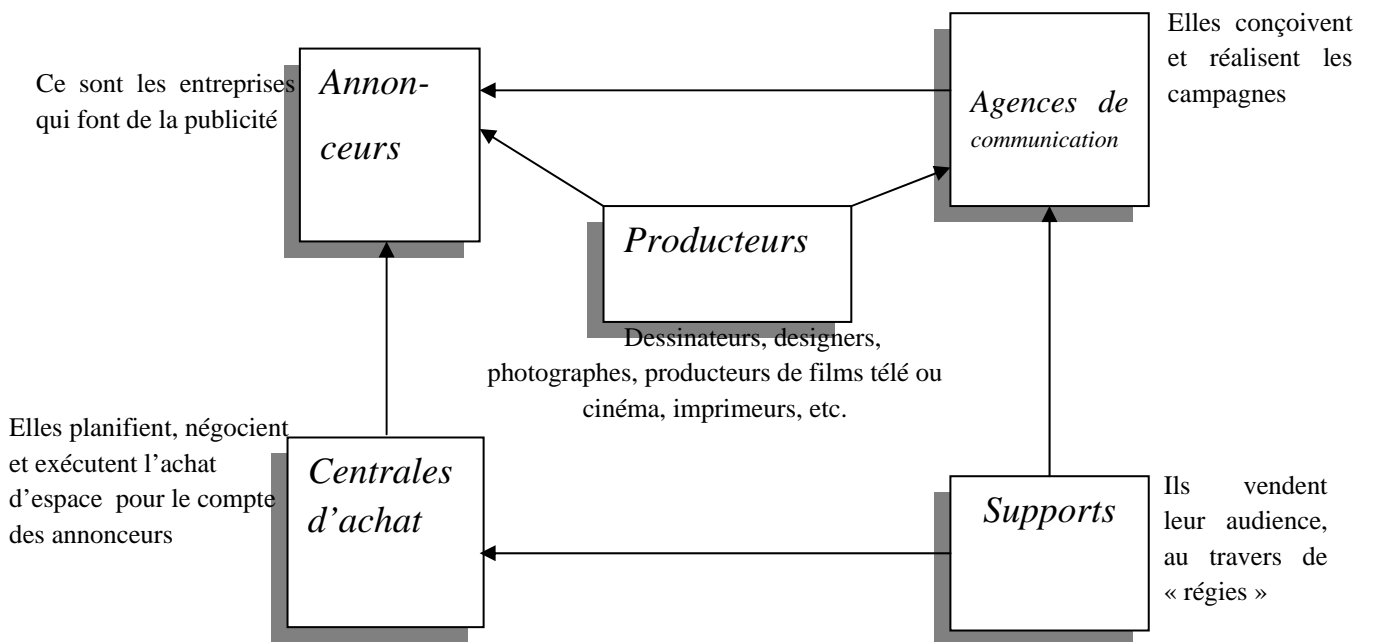 Ce sont les entreprises
qui font de la publicité
Annon-
ceurs
Agences de
communication
Elles conçoivent
et réalisent les
campagnes
Producteurs
Dessinateurs, designers,
photographes, producteurs de films télé ou
cinéma, imprimeurs, etc.
Elles planifient, négocient
et exécutent l’achat
d’espace pour le compte
des annonceurs
Centrales
d’achat
Supports
Ils vendent
leur audience,
au travers de
« régies »